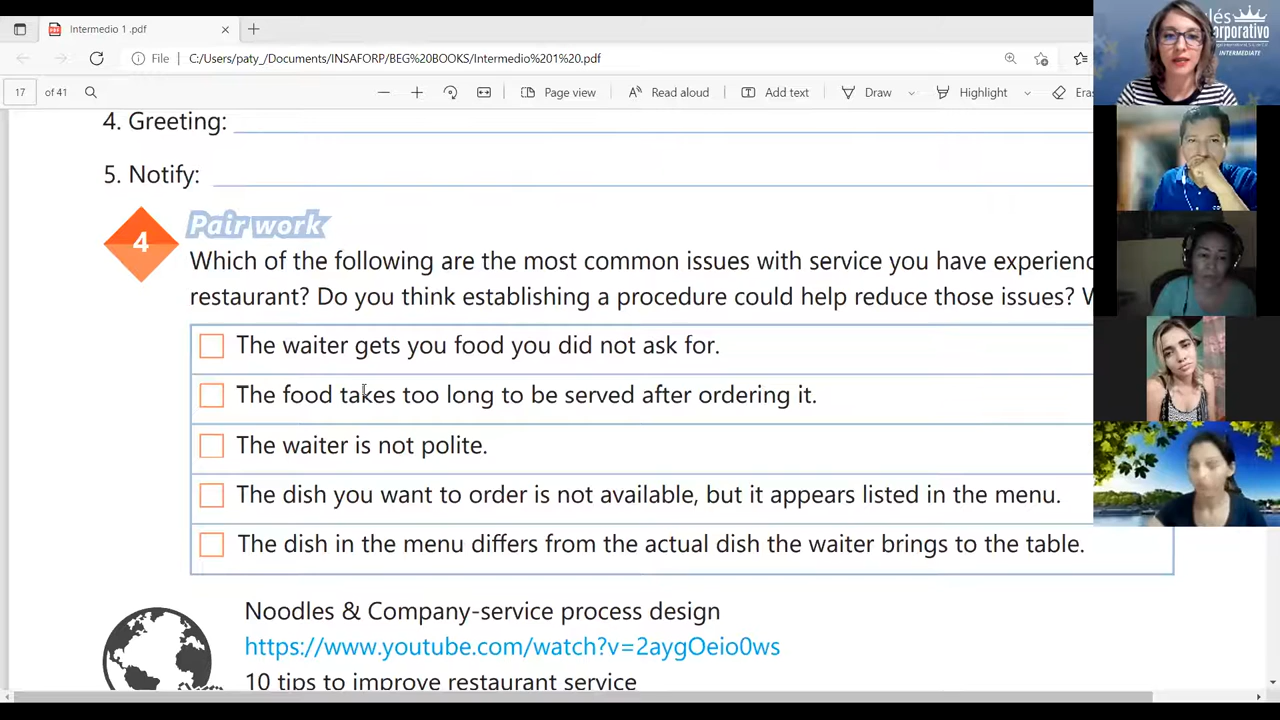 Intermedio 1 .pdf
File
C:/Users/paty_/Documents/INSAFORP/BEG%20BOOKS/Intermedio%201%20.pdf
17 of 41
Page view
Read aloud
Add text
Draw
Highlight
Eras
lés
orporativo
INTERMEDIATE
4. Greeting:
5. Notify:
4
Pair work
Which of the following are the most common issues with service you have experienc
restaurant? Do you think establishing a procedure could help reduce those issues? W
The waiter gets you food you did not ask for.
The food takes too long to be served after ordering it.
The waiter is not polite.
The dish you want to order is not available, but it appears listed in the menu.
The dish in the menu differs from the actual dish the waiter brings to the table.
Noodles & Company-service process design
https://www.youtube.com/watch?v=2aygOeio0ws
10 tips to improve restaurant service